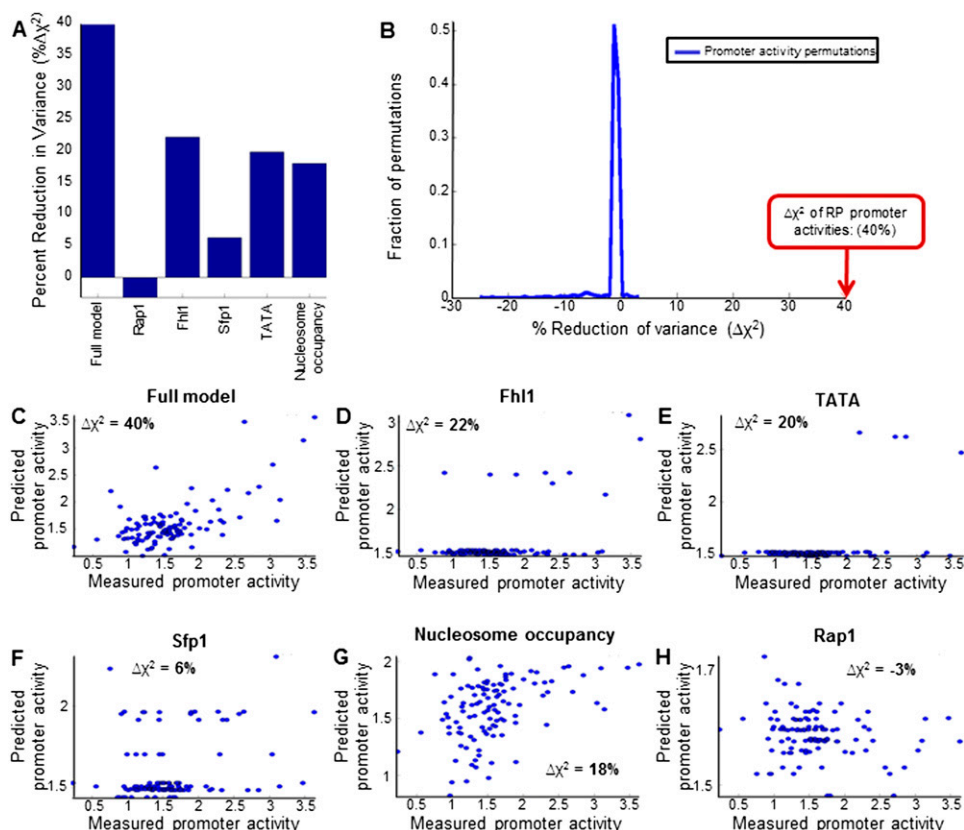 A
Percent Reduction in Variance (%Δχ²)
40
35
30
25
20
15
10
5
0
Full model
Rap1
Fhl1
Sfp1
TATA
Nucleosome
occupancy
B
Fraction of permutations
0.5
0.4
0.3
0.2
0.1
0
-30
-20
-10
0
10
20
30
40
% Reduction of variance (Δχ²)
Promoter activity permutations
Δχ² of RP promoter
activities: (40%)
C
Full model
Δχ² = 40%
Predicted
promoter activity
3.5
3
2.5
2
1.5
0.5 1 1.5 2 2.5 3 3.5
Measured promoter activity
D
Fhl1
Δχ² = 22%
Predicted
promoter activity
3
2.5
2
1.5
0.5 1 1.5 2 2.5 3 3.5
Measured promoter activity
E
TATA
Δχ² = 20%
Predicted
promoter activity
2.5
2
1.5
0.5 1 1.5 2 2.5 3 3.5
Measured promoter activity
F
Sfp1
Δχ² = 6%
Predicted
promoter activity
2
1.5
0.5 1 1.5 2 2.5 3 3.5
Measured promoter activity
G
Nucleosome occupancy
Δχ² = 18%
Predicted
promoter activity
2
1.5
1
0.5 1 1.5 2 2.5 3 3.5
Measured promoter activity
H
Rap1
Δχ² = -3%
Predicted
promoter activity
1.7
1.5
0.5 1 1.5 2 2.5 3 3.5
Measured promoter activity